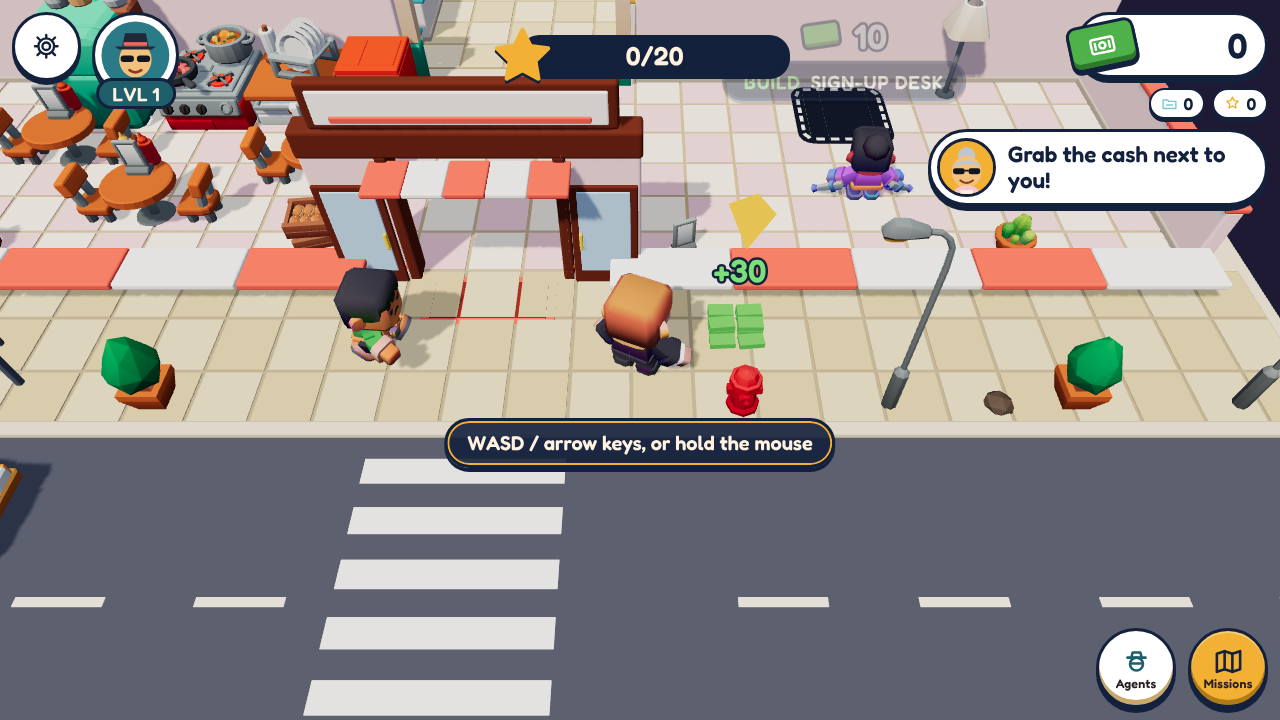 0/20
10
BUILD SIGN-UP DESK
0
0
0
LVL 1
Grab the cash next to
you!
+30
WASD / arrow keys, or hold the mouse
Agents
Missions